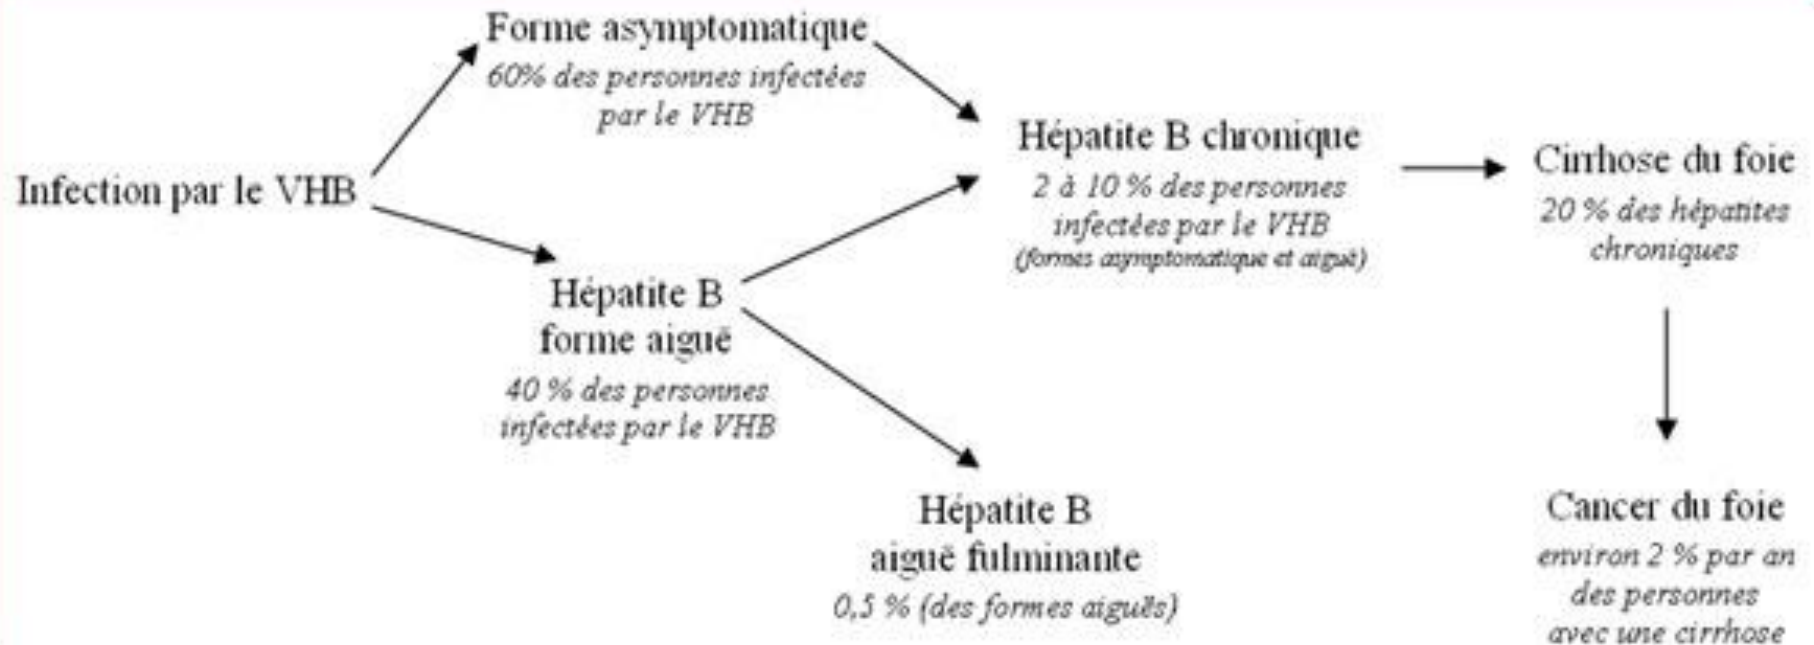 Forme asymptomatique
60% des personnes infectées
par le VHB
Infection par le VHB
Hépatite B
forme aiguë
40 % des personnes
infectées par le VHB
Hépatite B chronique
2 à 10 % des personnes
infectées par le VHB
(formes asymptomatique et aiguë)
Hépatite B
aiguë fulminante
0,5 % (des formes aiguës)
Cirrhose du foie
20 % des hépatites
chroniques
Cancer du foie
environ 2 % par an
des personnes
avec une cirrhose